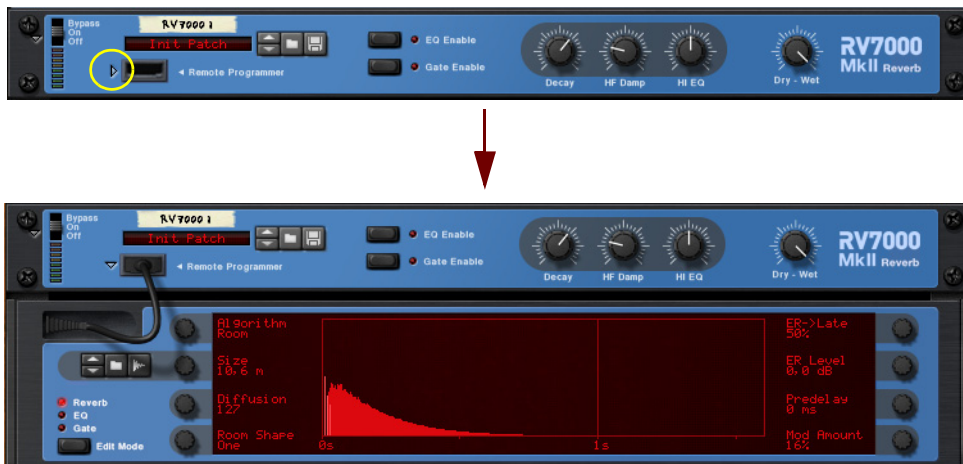 Bypass
On
Off
RV7000 1
Init Patch
Remote Programmer
EQ Enable
Gate Enable
Decay
HF Damp
HI EQ
Dry - Wet
RV7000
MkII Reverb
Bypass
On
Off
RV7000 1
Init Patch
Remote Programmer
EQ Enable
Gate Enable
Decay
HF Damp
HI EQ
Dry - Wet
RV7000
MkII Reverb
Algorithm
Room
Size
10,6 m
Diffusion
127
Room Shape
One
0s
1s
ER->Late
50%
ER Level
0,0 dB
Predelay
0 ms
Mod Amount
16%
Reverb
EQ
Gate
Edit Mode